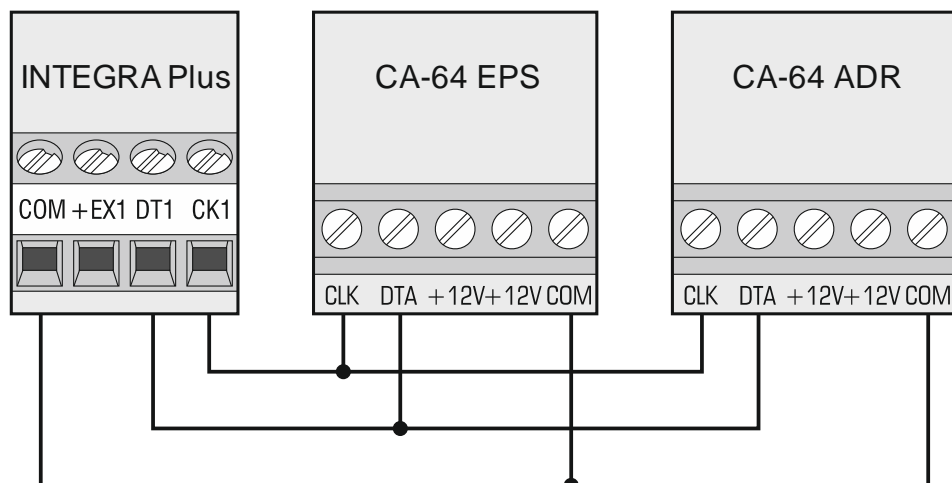 INTEGRA Plus
CA-64 EPS
CA-64 ADR
COM +EX1 DT1 CK1
CLK DTA +12V +12V COM
CLK DTA +12V +12V COM